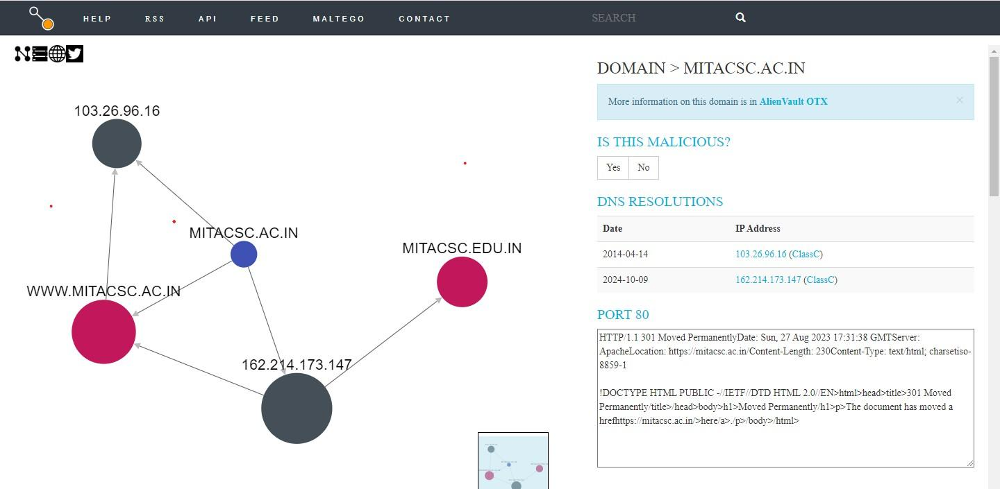 HELP RSS API FEED MALTEGO CONTACT SEARCH
103.26.96.16
MITACSC.AC.IN
MITACSC.EDU.IN
WWW.MITACSC.AC.IN
162.214.173.147
DOMAIN > MITACSC.AC.IN
More information on this domain is in AlienVault OTX ×
IS THIS MALICIOUS?
Yes No
DNS RESOLUTIONS
Date IP Address
2014-04-14 103.26.96.16 (ClassC)
2024-10-09 162.214.173.147 (ClassC)
PORT 80
HTTP/1.1 301 Moved PermanentlyDate: Sun, 27 Aug 2023 17:31:38 GMTServer:
ApacheLocation: https://mitacsc.ac.in/Content-Length: 230Content-Type: text/html; charsetiso-
8859-1
!DOCTYPE HTML PUBLIC -//IETF//DTD HTML 2.0//EN>html>head>title>301 Moved
Permanently/title>/head>body>h1>Moved Permanently/h1>p>The document has moved a
hrefhttps://mitacsc.ac.in/>here/a>./p>/body>/html>